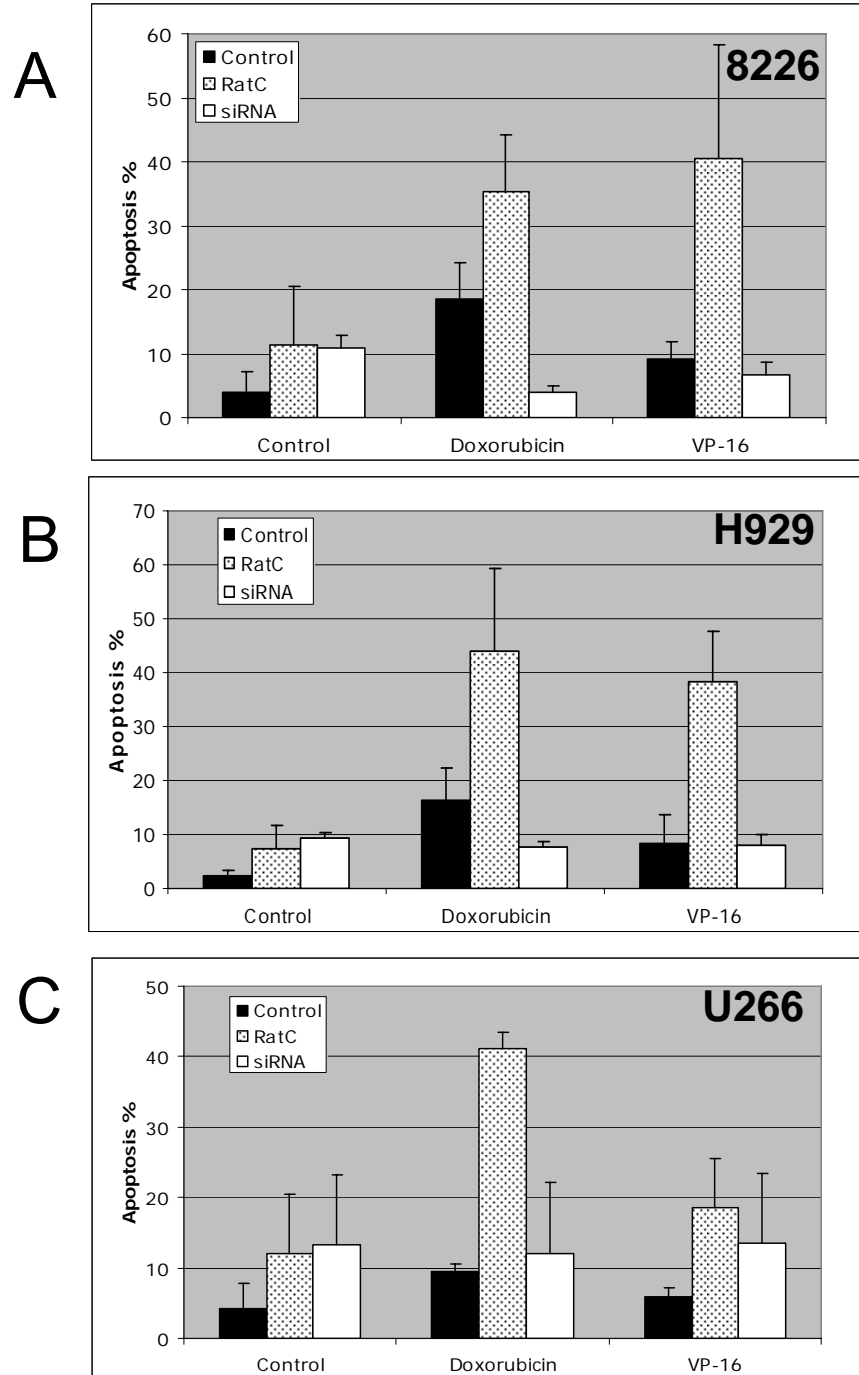 A
8226
Control
RatC
siRNA
Apoptosis %
60
50
40
30
20
10
0
Control Doxorubicin VP-16
B
H929
Control
RatC
siRNA
Apoptosis %
70
60
50
40
30
20
10
0
Control Doxorubicin VP-16
C
U266
Control
RatC
siRNA
Apoptosis %
50
40
30
20
10
0
Control Doxorubicin VP-16